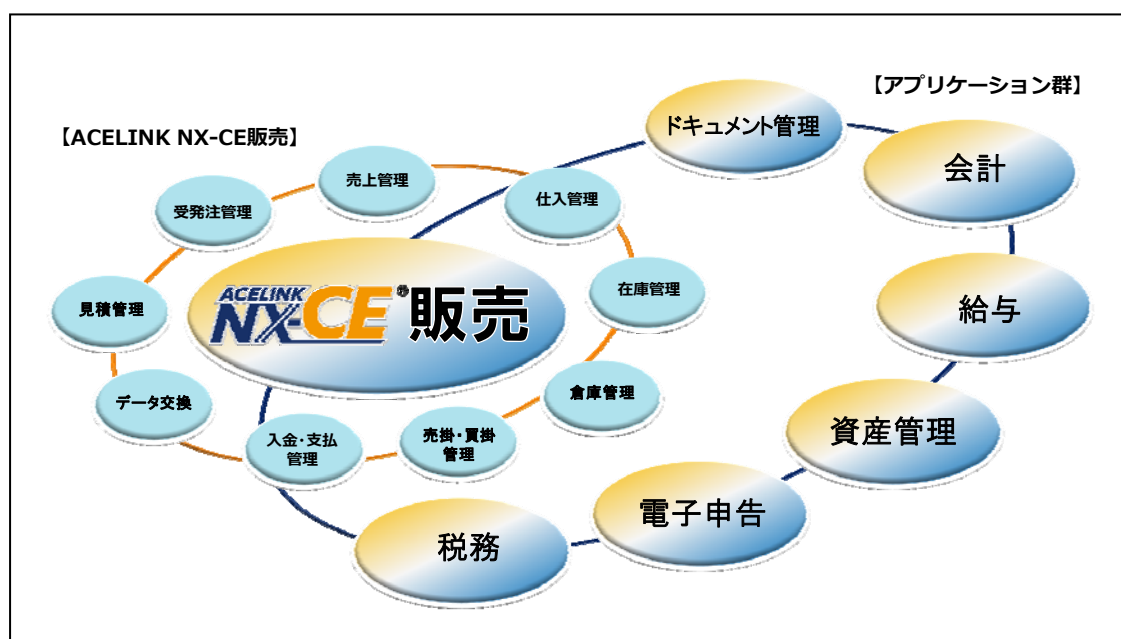 【アプリケーション群】
【ACELINK NX-CE販売】
ドキュメント管理
会計
給与
資産管理
電子申告
税務
売上管理
仕入管理
受発注管理
在庫管理
見積管理
ACELINK
NX-CE®販売
倉庫管理
データ交換
売掛・買掛
管理
入金・支払
管理